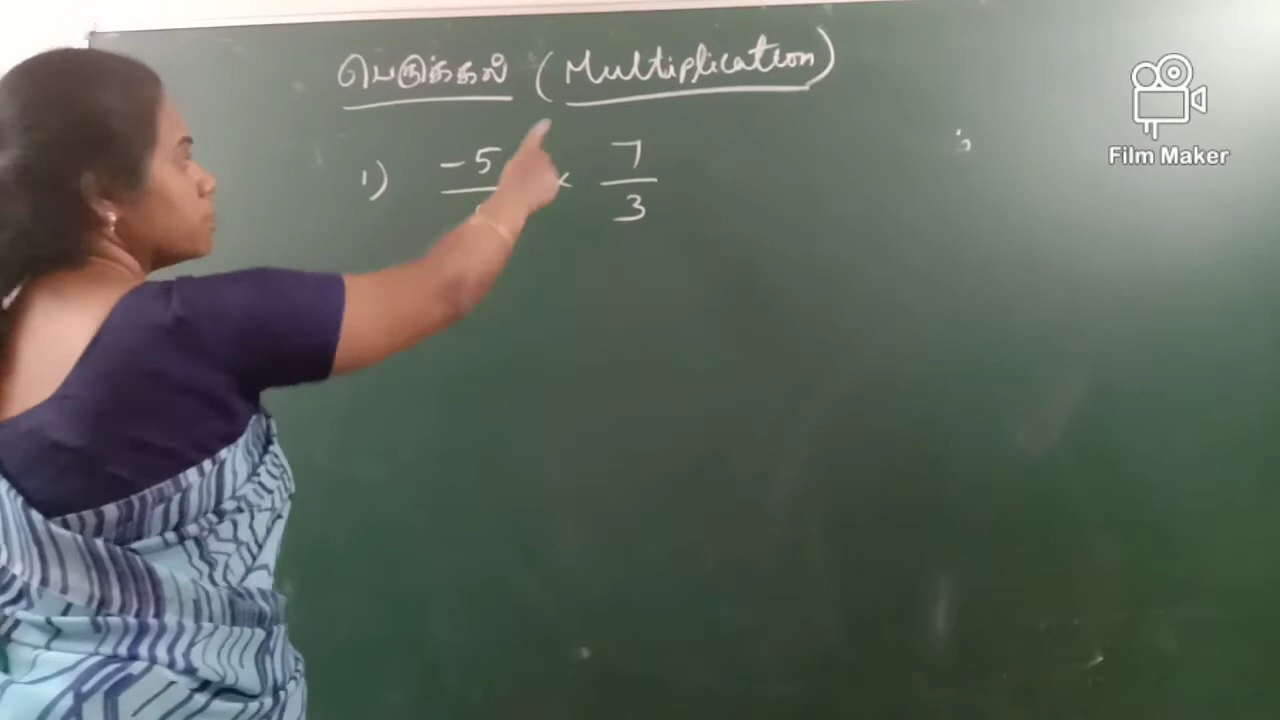 பெருக்கல் (Multiplication)
1) -5 × 7
3
Film Maker